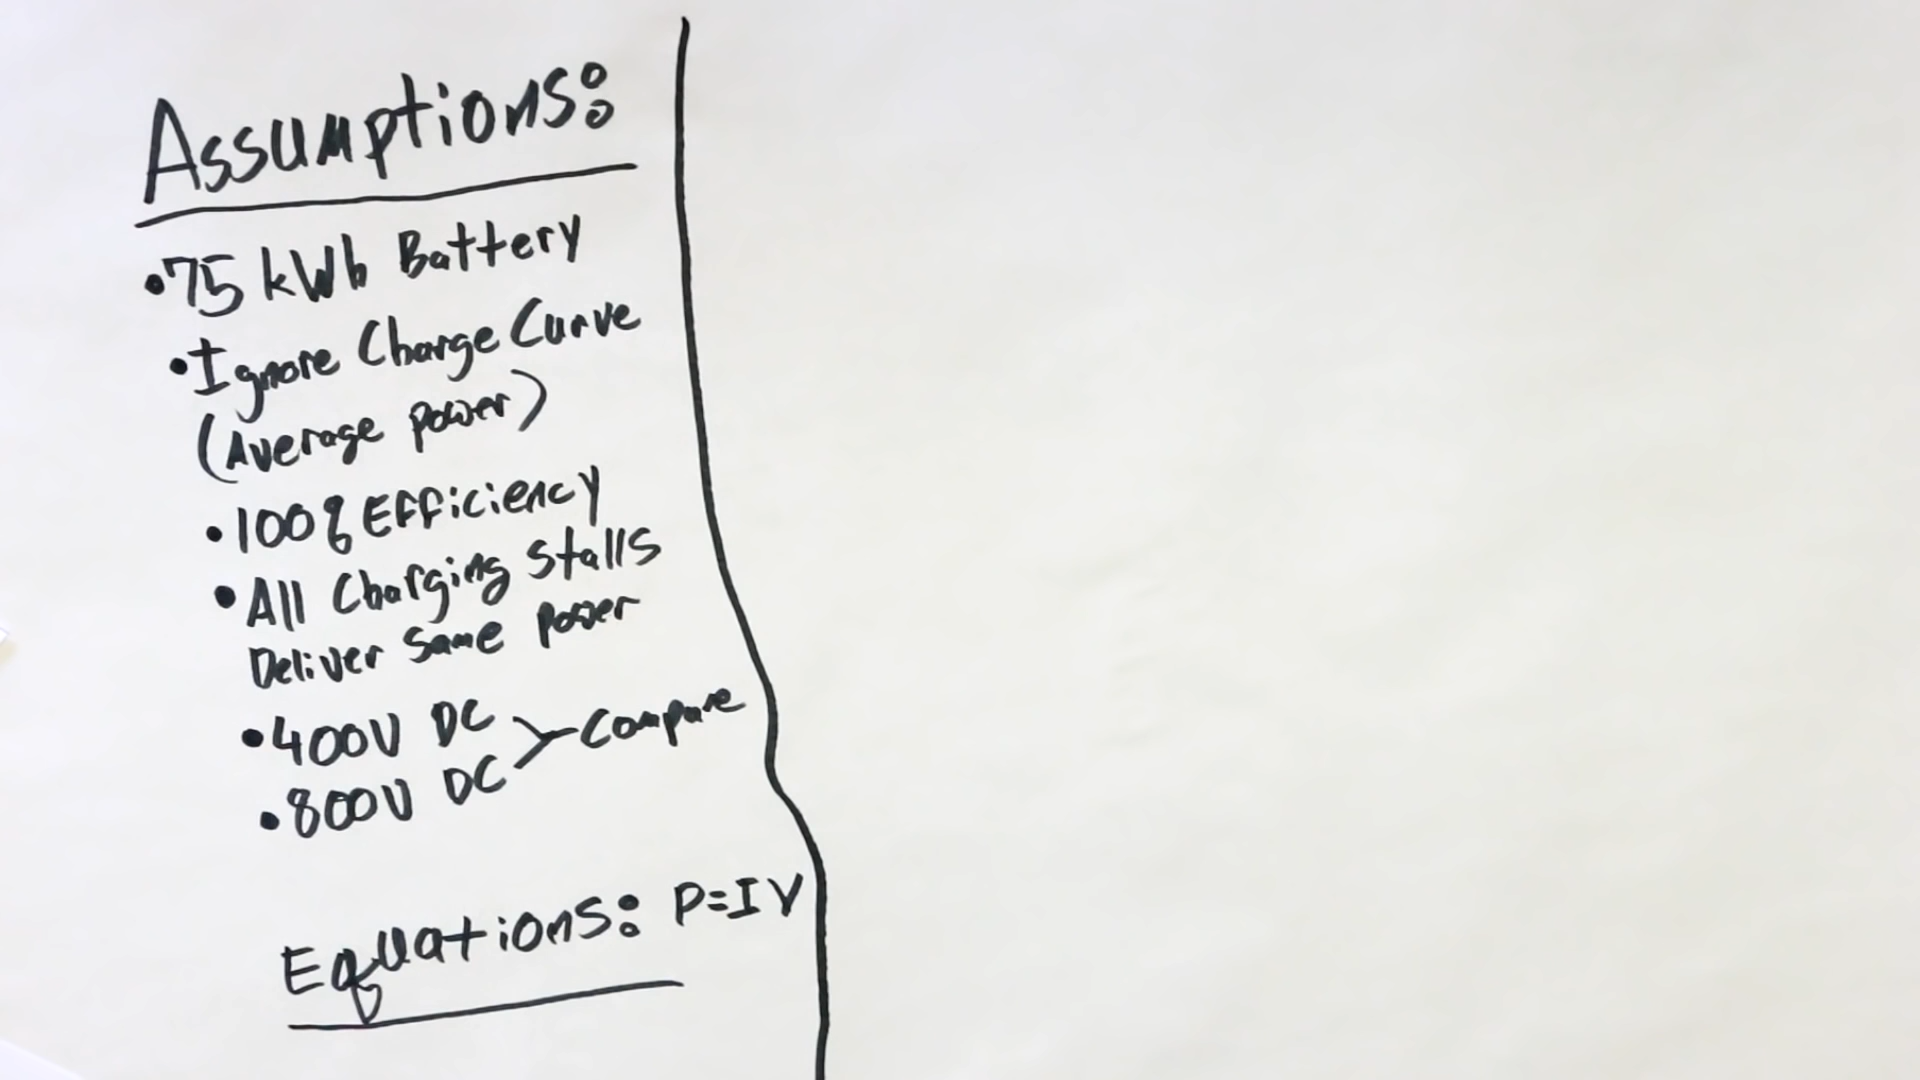 Assumptions:
•75 kWh Battery
•Ignore Charge Curve
(Average power)
•100% Efficiency
•All Charging Stalls
Deliver Same Power
•400V DC
Compare
•800V DC
Equations: P=IV